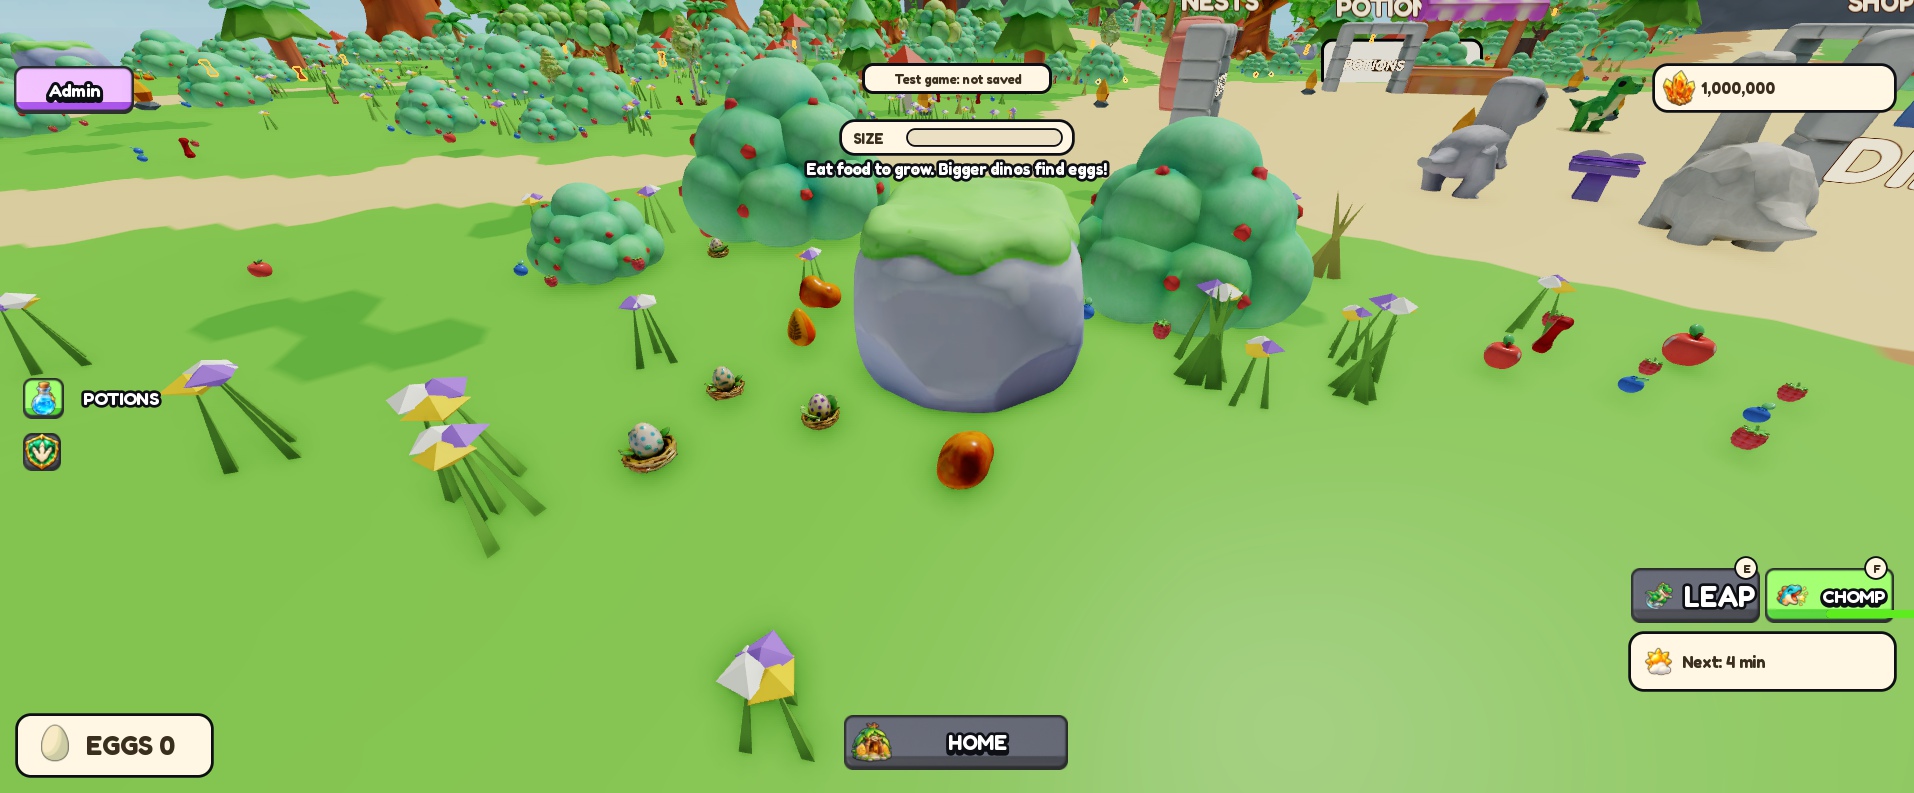 NESTS
POTION
SHOP
Admin
Test game: not saved
POTIONS
1,000,000
SIZE
Eat food to grow. Bigger dinos find eggs!
POTIONS
E
F
LEAP
CHOMP
Next: 4 min
EGGS 0
HOME